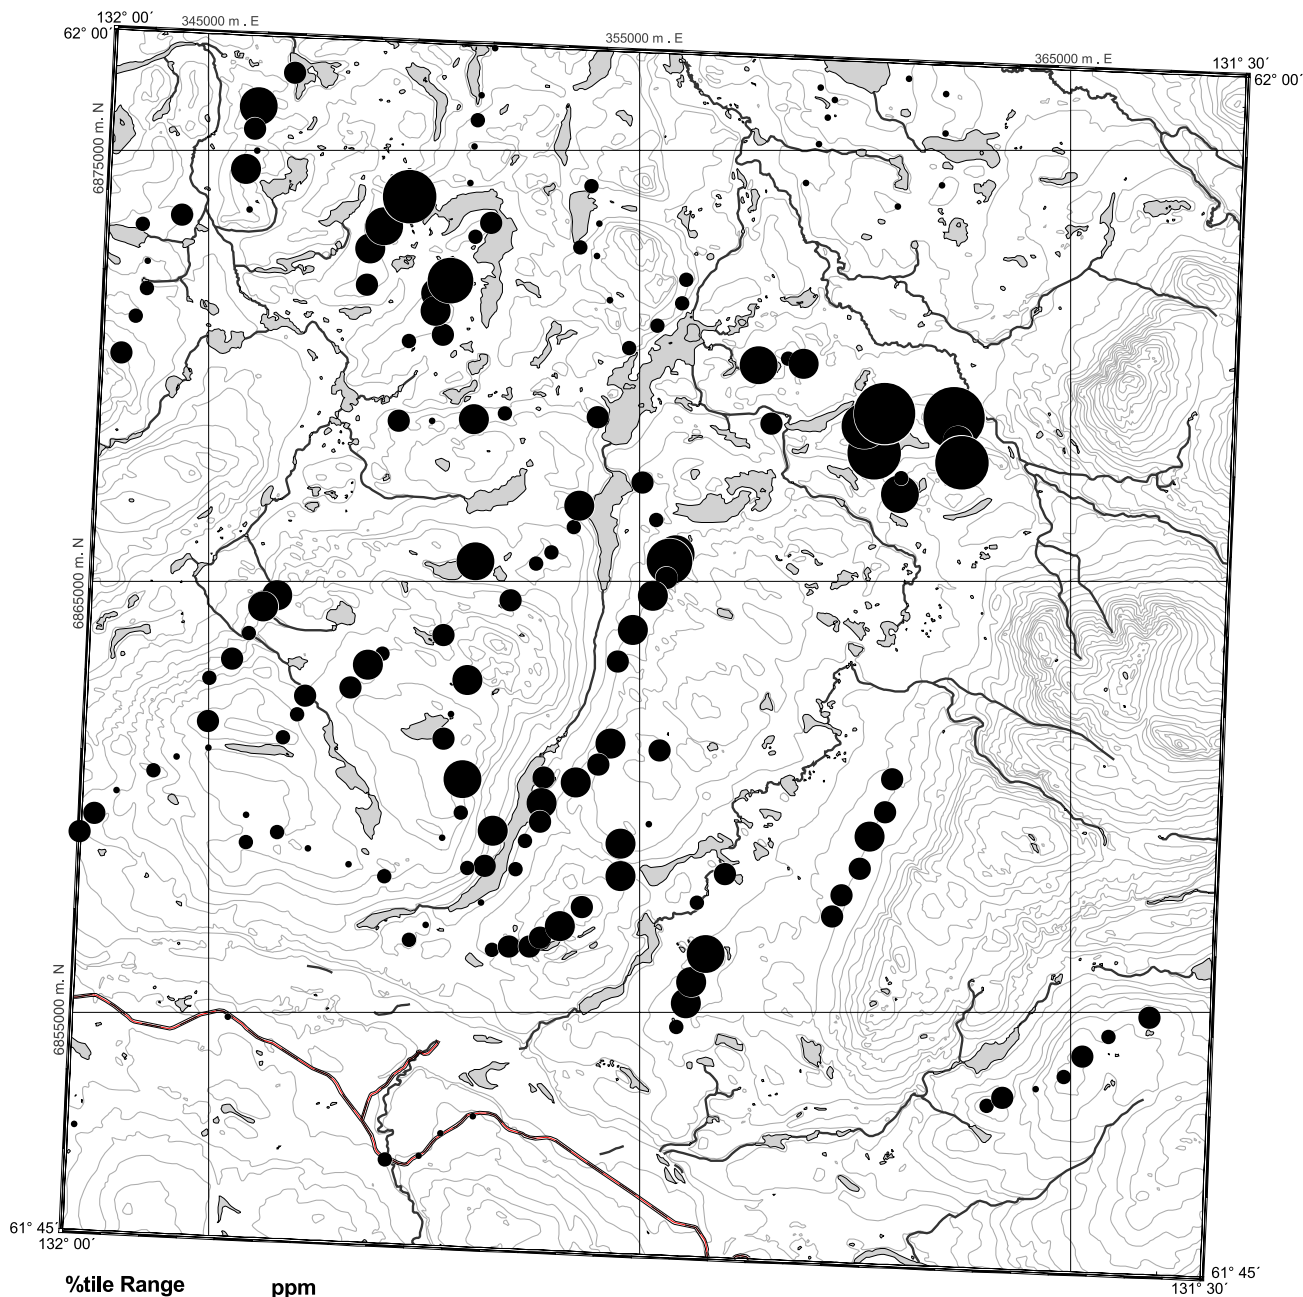 132° 00´
345000 m . E
62° 00´
355000 m . E
365000 m . E
131° 30´
62° 00´
6875000 m. N
6865000 m. N
6855000 m. N
61° 45´
132° 00´
61° 45´
131° 30´
%tile Range ppm